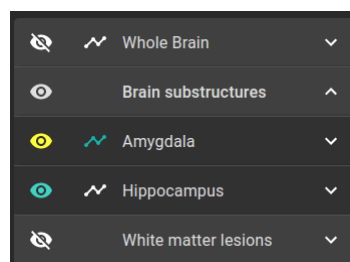 Whole Brain
Brain substructures
Amygdala
Hippocampus
White matter lesions